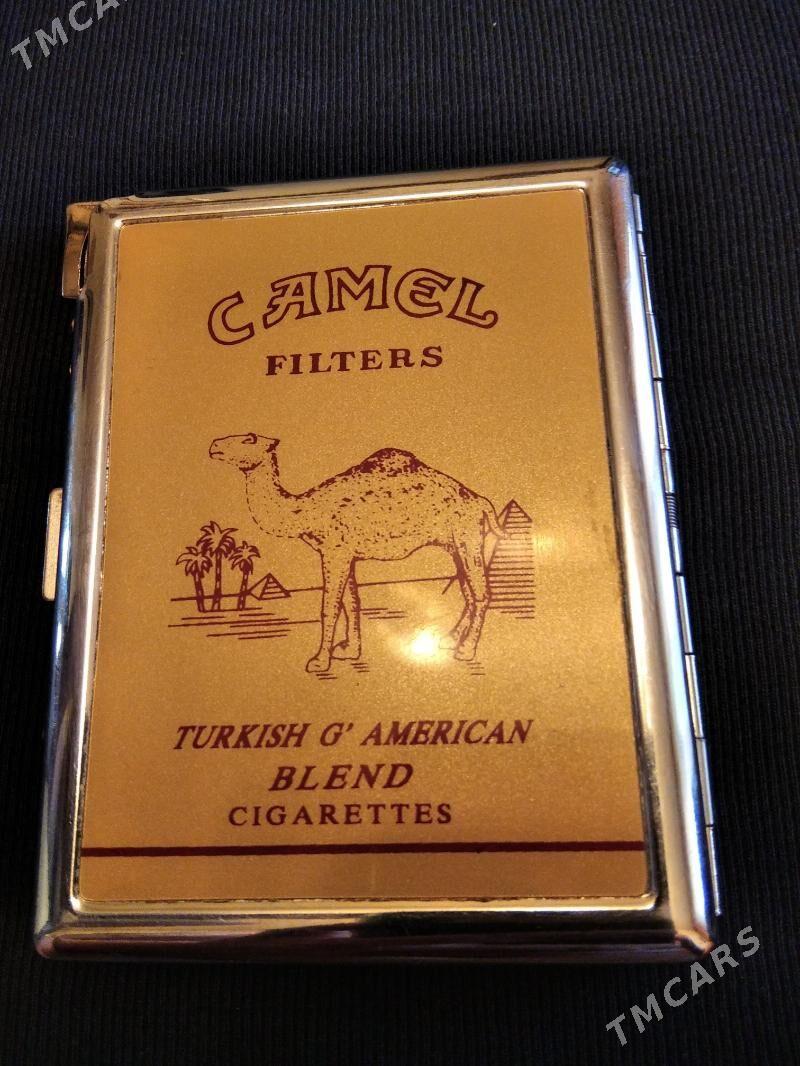 TMCARS
CAMEL
FILTERS
TURKISH G' AMERICAN
BLEND
CIGARETTES
TMCARS